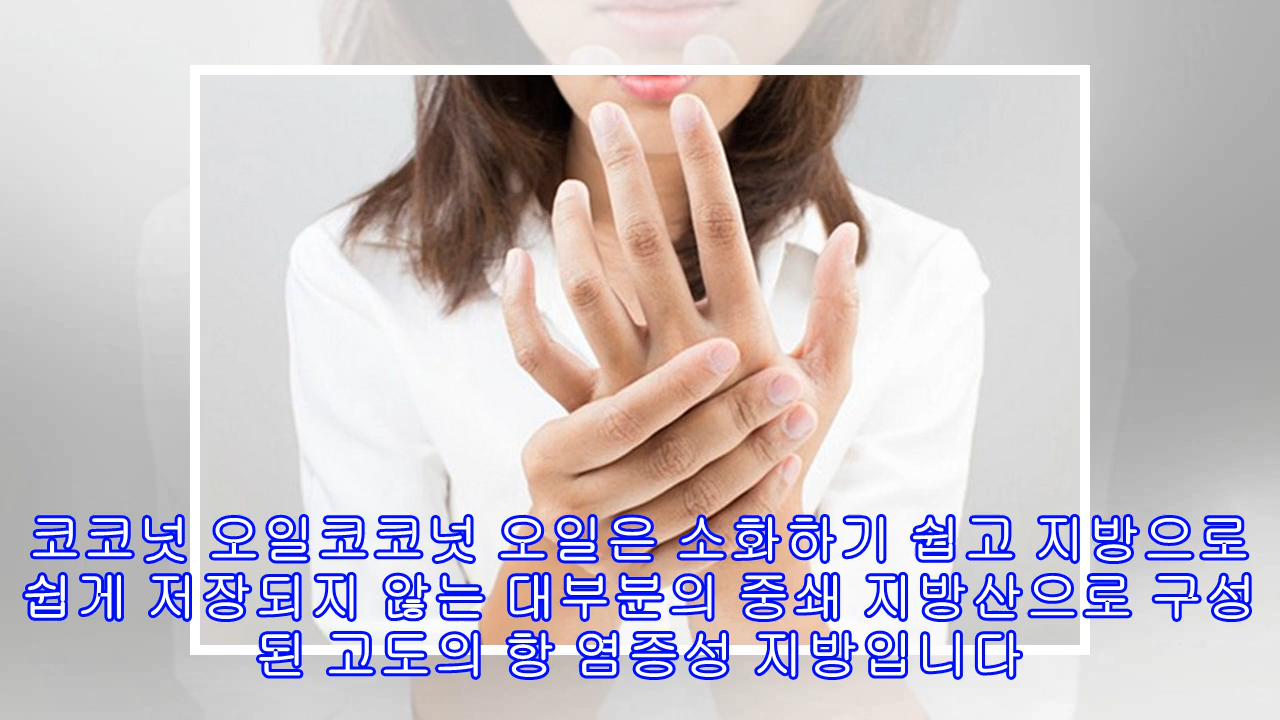 코코넛 오일코코넛 오일은 소화하기 쉽고 지방으로
쉽게 저장되지 않는 대부분의 중쇄 지방산으로 구성
된 고도의 항 염증성 지방입니다